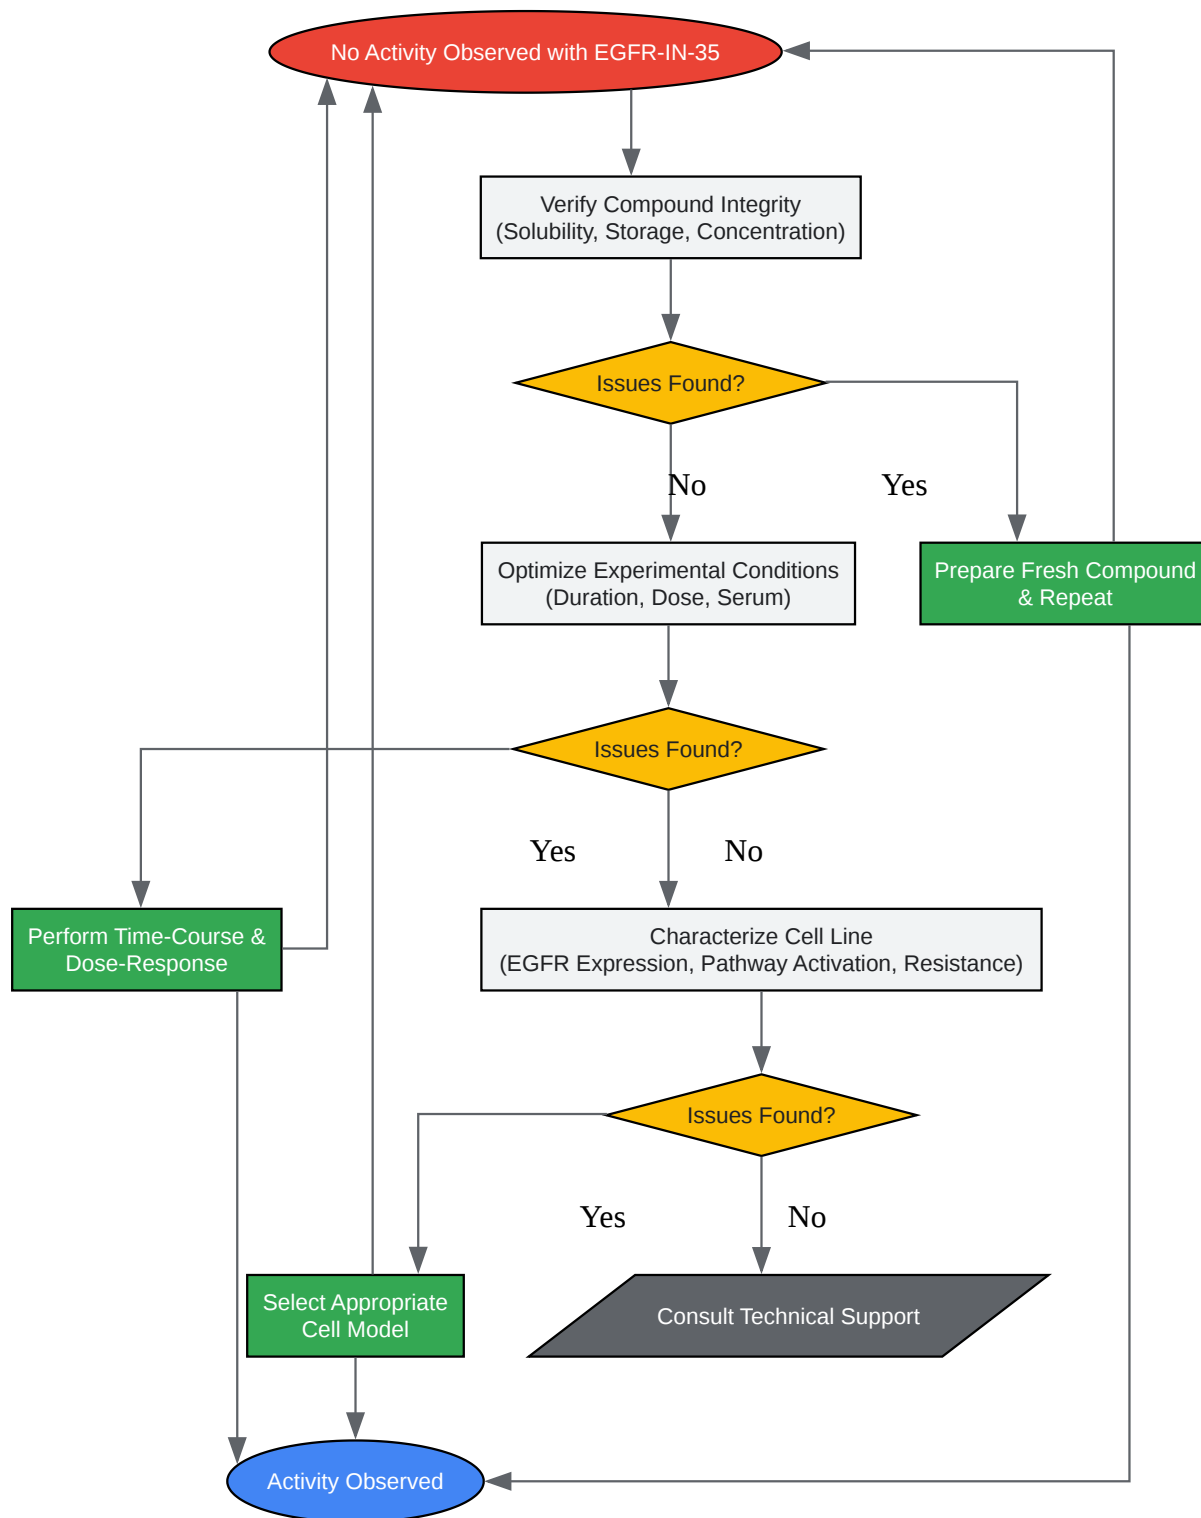 No Activity Observed with EGFR-IN-35
Verify Compound Integrity
(Solubility, Storage, Concentration)
Issues Found?
No
Yes
Optimize Experimental Conditions
(Duration, Dose, Serum)
Prepare Fresh Compound
& Repeat
Issues Found?
Yes
No
Perform Time-Course &
Dose-Response
Characterize Cell Line
(EGFR Expression, Pathway Activation, Resistance)
Issues Found?
Yes
No
Select Appropriate
Cell Model
Consult Technical Support
Activity Observed